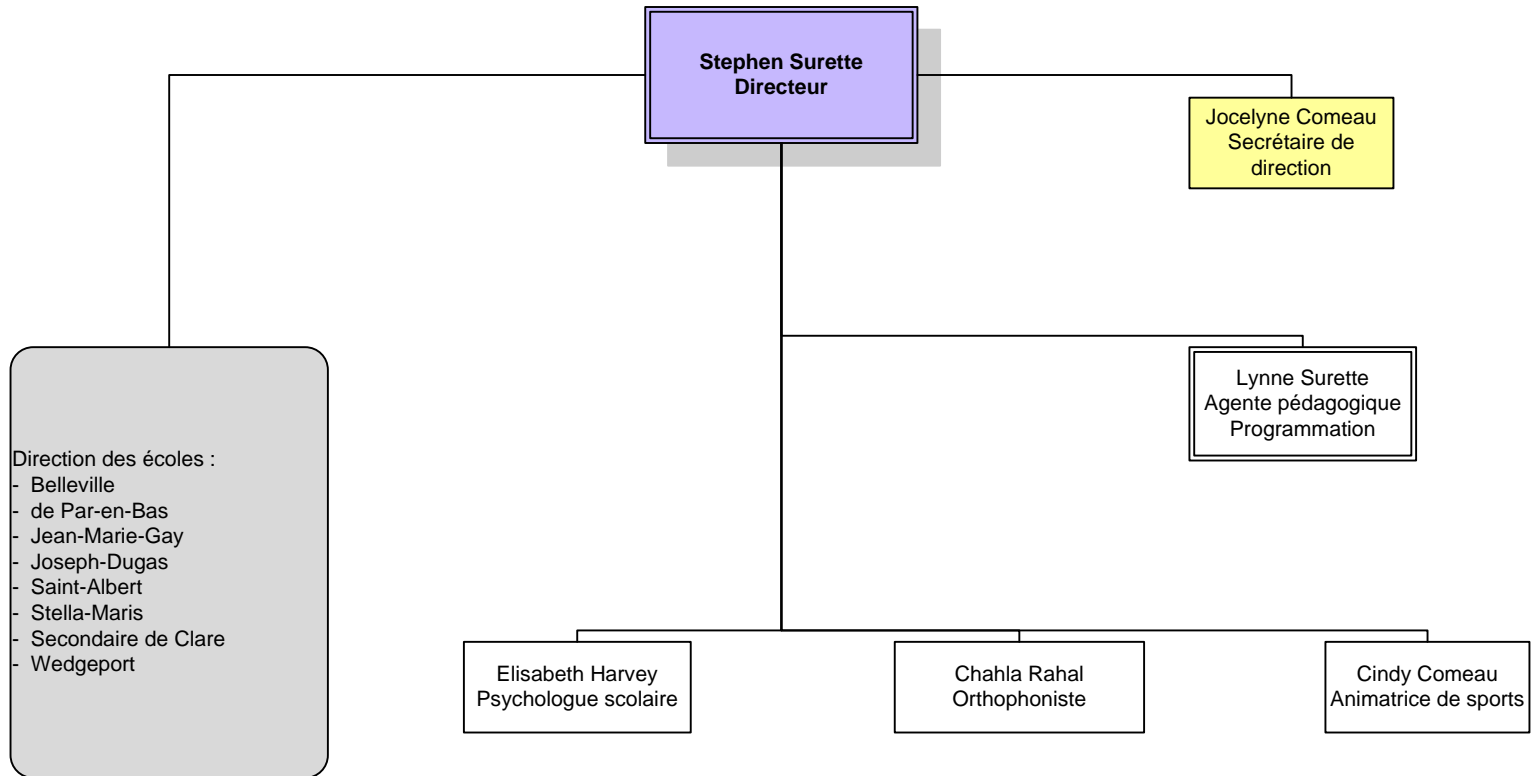 Stephen Surette
Directeur
Jocelyne Comeau
Secrétaire de
direction
Lynne Surette
Agente pédagogique
Programmation
Direction des écoles :
- Belleville
- de Par-en-Bas
- Jean-Marie-Gay
- Joseph-Dugas
- Saint-Albert
- Stella-Maris
- Secondaire de Clare
- Wedgeport
Elisabeth Harvey
Psychologue scolaire
Chahla Rahal
Orthophoniste
Cindy Comeau
Animatrice de sports